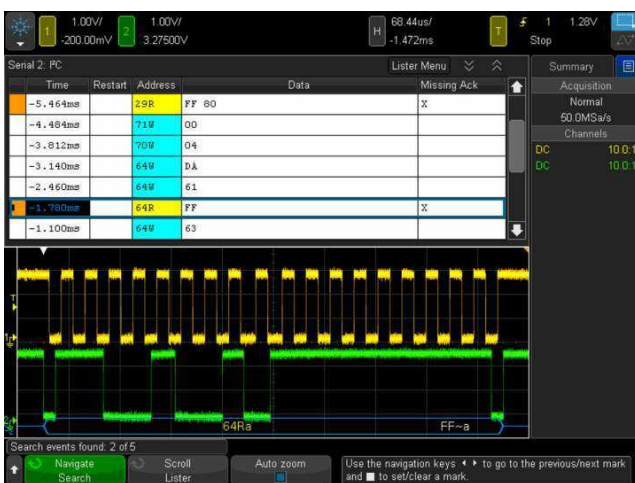 1 1.00V/ 2 1.00V/ H 68.44us/ T 1 1.28V
-200.00mV 3.27500V -1.472ms Stop
Serial 2: I²C Lister Menu Summary
Time Restart Address Data Missing Ack
-5.464ms 29R FF 80 X
-4.484ms 71W 00
-3.812ms 70W 04
-3.140ms 64W DA
-2.460ms 64W 61
-1.780ms 64R FF X
-1.100ms 64W 63
Acquisition
Normal
50.0MSa/s
Channels
DC 10.0:1
DC 10.0:1
T
1
2
64Ra FF~a
Search events found: 2 of 5
Navigate Search
Scroll Lister
Auto zoom
Use the navigation keys to go to the previous/next mark
and to set/clear a mark.